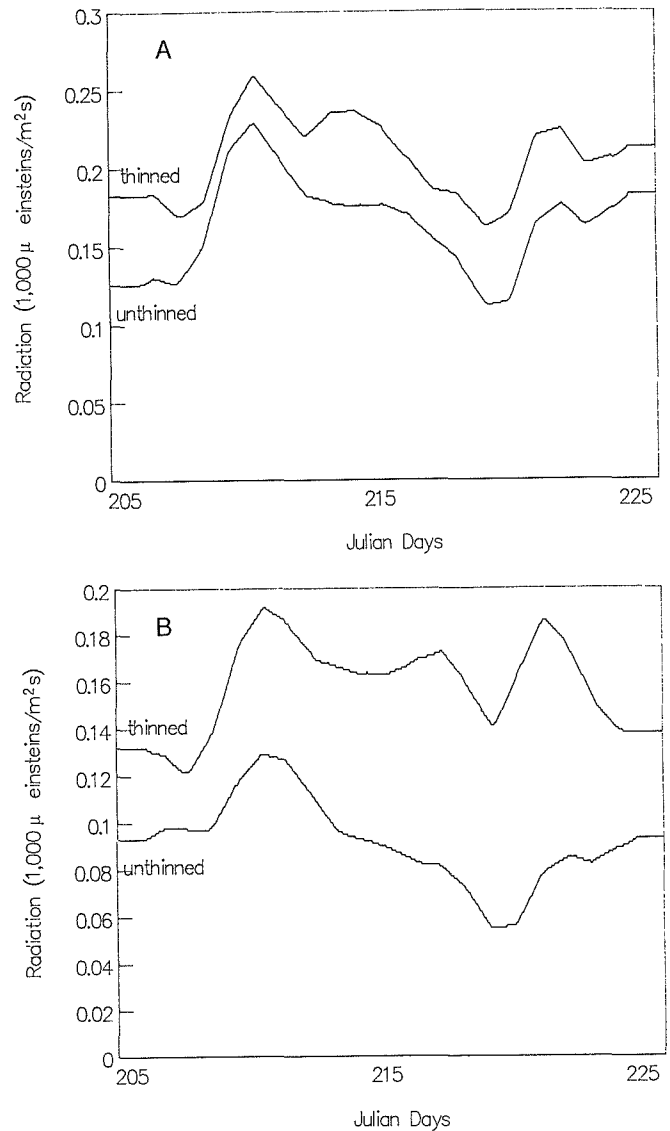 0.3
A
0.25
0.2
thinned
0.15
unthinned
0.1
0.05
0
205
215
225
Radiation (1,000 μ einsteins/m²s)
Julian Days
0.2
B
0.18
0.16
thinned
0.14
0.12
0.1
unthinned
0.08
0.06
0.04
0.02
0
205
215
225
Radiation (1,000 μ einsteins/m²s)
Julian Days